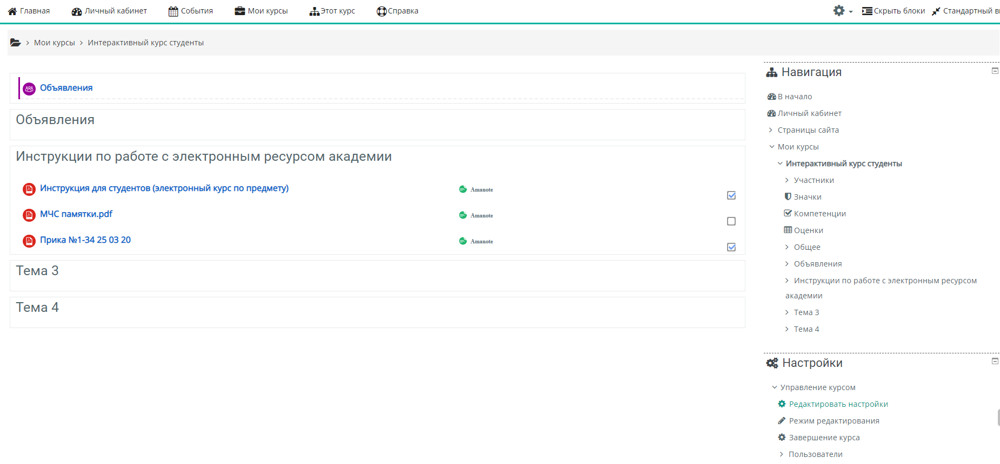 Главная Личный кабинет События Мои курсы Этот курс Справка Скрыть блоки Стандартный
Мои курсы Интерактивный курс студенты
Объявления
Объявления
Инструкции по работе с электронным ресурсом академии
Инструкция для студентов (электронный курс по предмету) Amanote
МЧС памятки.pdf Amanote
Прика №1-34 25 03 20 Amanote
Тема 3
Тема 4
Навигация
В начало
Личный кабинет
Страницы сайта
Мои курсы
Интерактивный курс студенты
Участники
Значки
Компетенции
Оценки
Общее
Объявления
Инструкции по работе с электронным ресурсом
академии
Тема 3
Тема 4
Настройки
Управление курсом
Редактировать настройки
Режим редактирования
Завершение курса
Пользователи